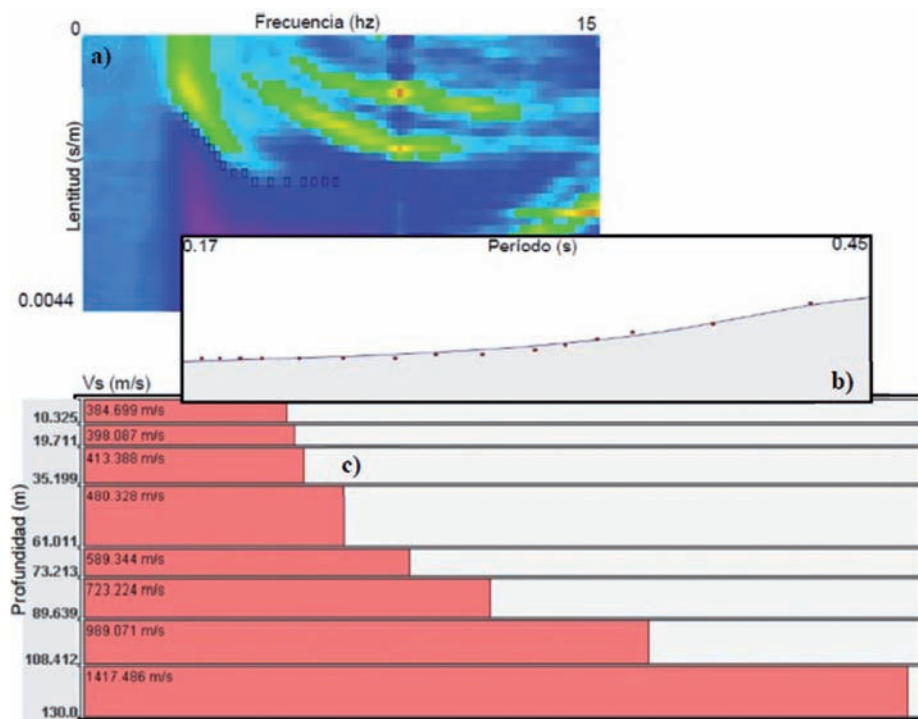 0 Frecuencia (hz) 15
a)
Lentitud (s/m)
0.0044
0.17 Período (s) 0.45
b)
Vs (m/s)
384.699 m/s
10.325
398.087 m/s
19.711
413.388 m/s
c)
35.199
480.328 m/s
61.011
589.344 m/s
73.213
723.224 m/s
89.639
989.071 m/s
108.412
1417.486 m/s
130.0
Profundidad (m)